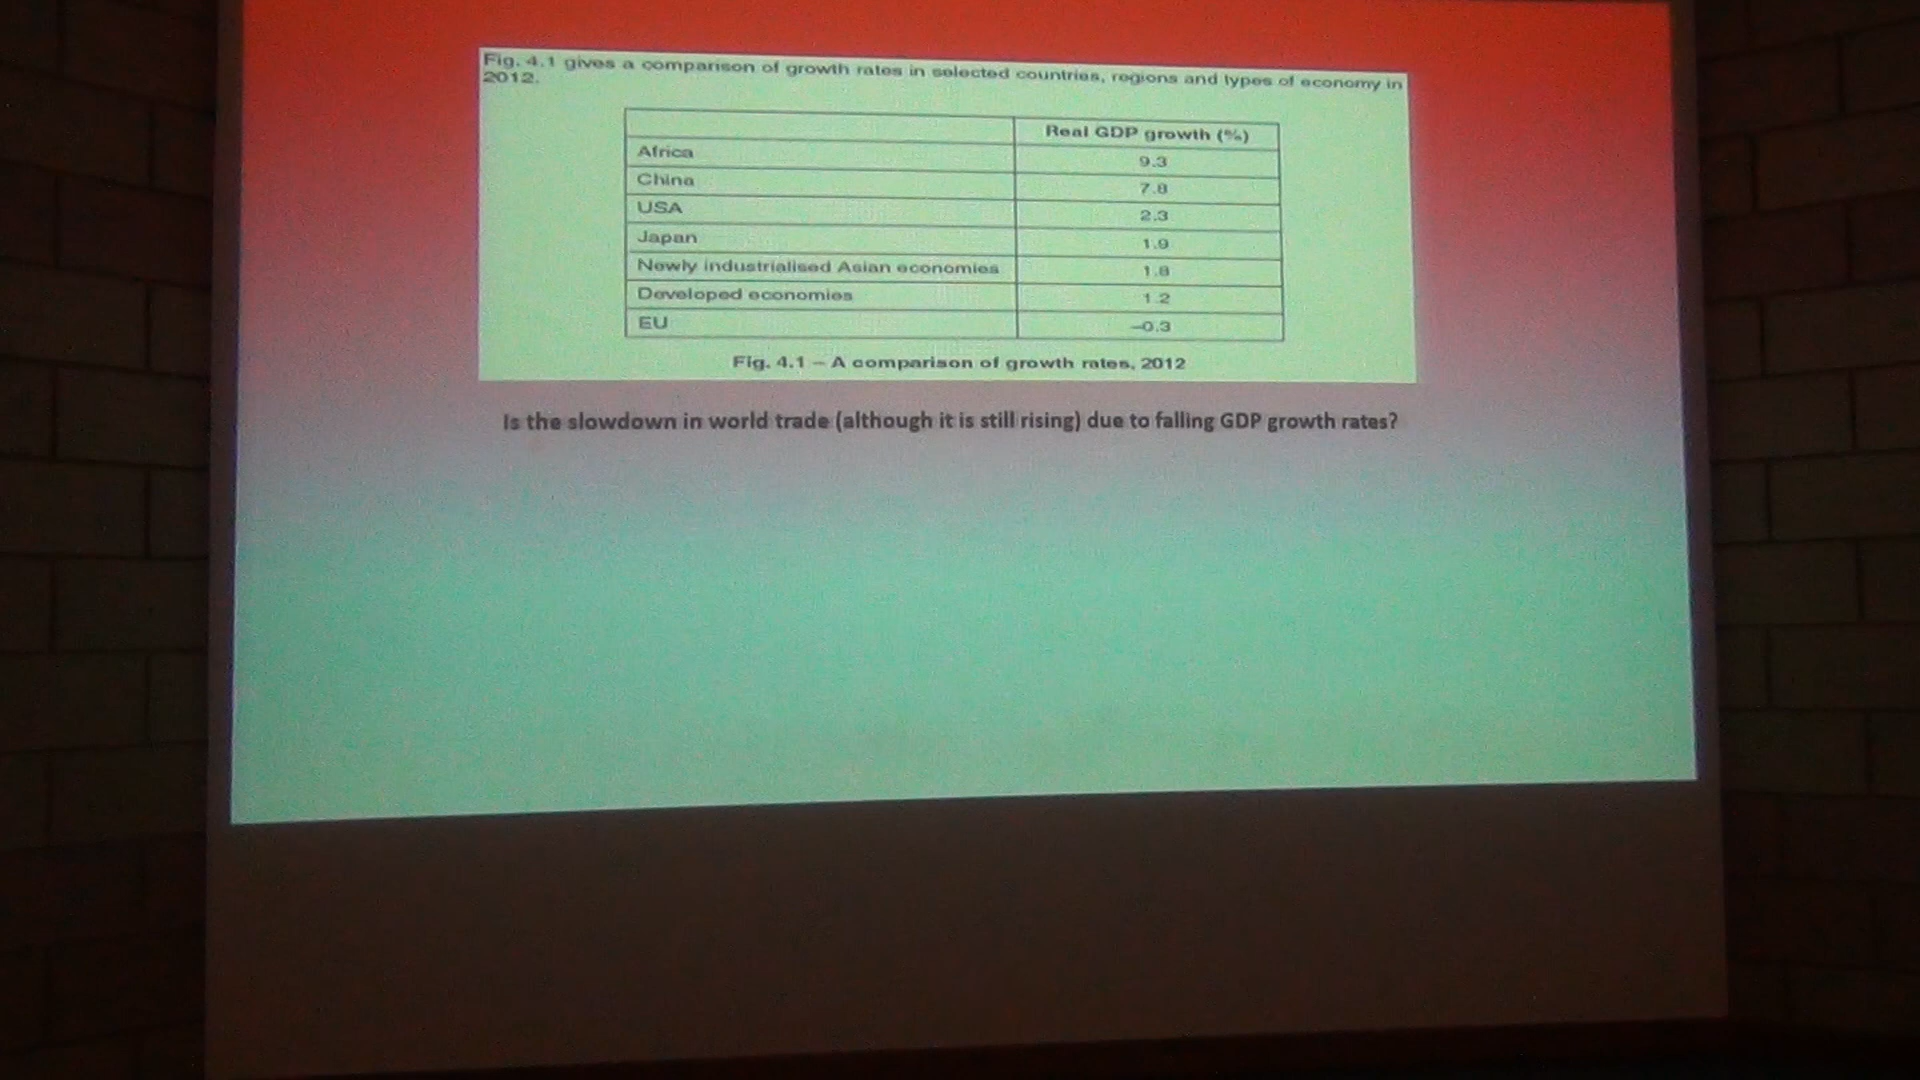 Fig. 4.1 gives a comparison of growth rates in selected countries, regions and types of economy in
2012.
Real GDP growth (%)
Africa 9.3
China 7.8
USA 2.3
Japan 1.9
Newly industrialised Asian economies 1.8
Developed economies 1.2
EU –0.3
Fig. 4.1 – A comparison of growth rates, 2012
Is the slowdown in world trade (although it is still rising) due to falling GDP growth rates?